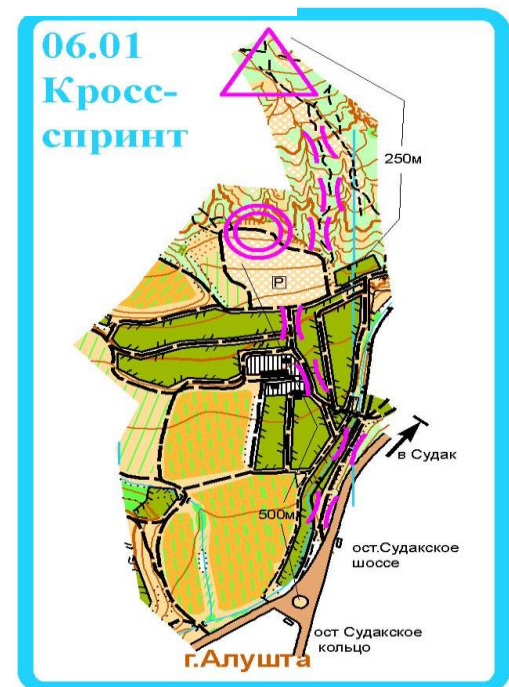 06.01
Кросс-
спринт
250м
P
в Судак
500м
ост.Судакское
шоссе
ост Судакское
кольцо
г.Алушта